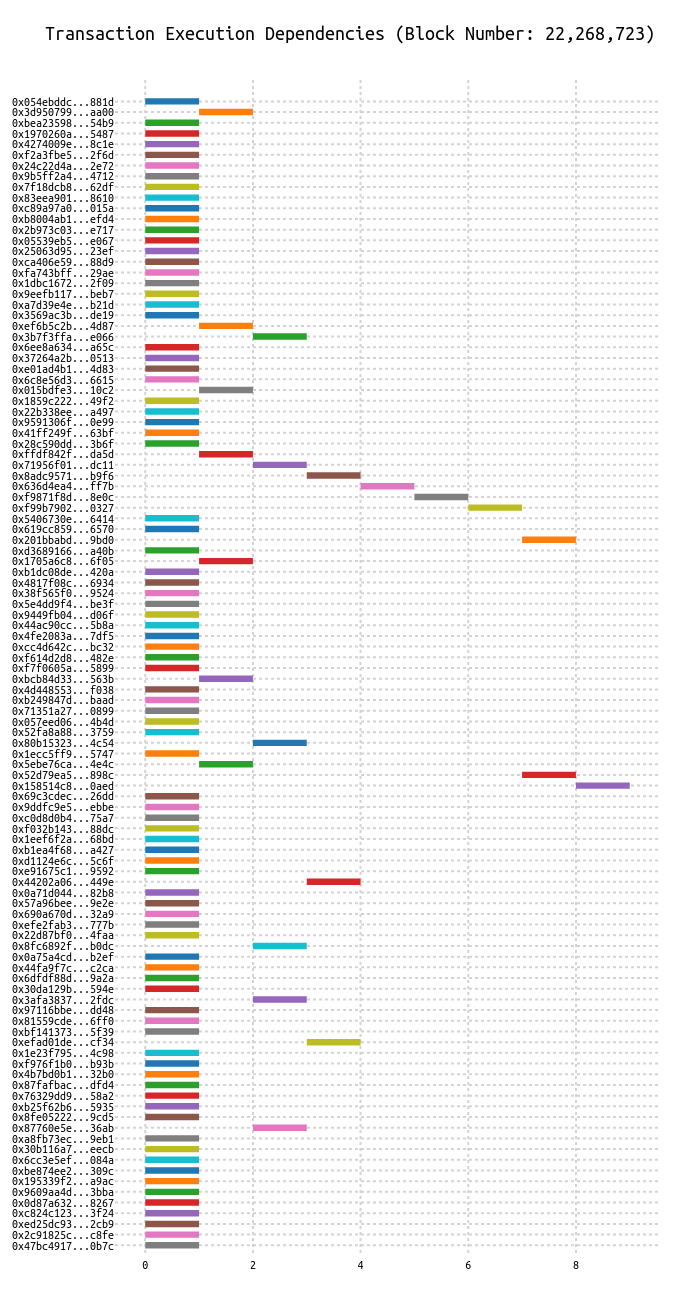 Transaction Execution Dependencies (Block Number: 22,268,723)
0x054ebddc...881d
0x3d950799...aa00
0xbea23598...54b9
0x1970260a...5487
0x4274009e...8c1e
0xf2a3fbe5...2f6d
0x24c22d4a...2e72
0x9b5ff2a4...4712
0x7f18dcb8...62df
0x83eea901...8610
0xc89a97a0...015a
0xb8004ab1...efd4
0x2b973c03...e717
0x05539eb5...e067
0x25063d95...23ef
0xca406e59...88d9
0xfa743bff...29ae
0x1dbc1672...2f09
0x9eefb117...beb7
0xa7d39e4e...b21d
0x3569ac3b...de19
0xef6b5c2b...4d87
0x3b7f3ffa...e066
0x6ee8a634...a65c
0x37264a2b...0513
0xe01ad4b1...4d83
0x6c8e56d3...6615
0x015bdfe3...10c2
0x1859c222...49f2
0x22b338ee...a497
0x9591306f...0e99
0x41ff249f...63bf
0x28c590dd...3b6f
0xffdf842f...da5d
0x71956f01...dc11
0x8adc9571...b9f6
0x636d4ea4...ff7b
0xf9871f8d...8e0c
0xf99b7902...0327
0x5406730e...6414
0x619cc859...6570
0x201bbabd...9bd0
0xd3689166...a40b
0x1705a6c8...6f05
0xb1dc08de...420a
0x4817f08c...6934
0x38f565f0...9524
0x5e4dd9f4...be3f
0x9449fb04...d06f
0x44ac90cc...5b8a
0x4fe2083a...7df5
0xcc4d642c...bc32
0xf614d2d8...482e
0xf7f0605a...5899
0xbcb84d33...563b
0x4d448553...f038
0xb249847d...baad
0x71351a27...0899
0x057eed06...4b4d
0x52fa8a88...3759
0x80b15323...4c54
0x1ecc5ff9...5747
0x5ebe76ca...4e4c
0x52d79ea5...898c
0x158514c8...0aed
0x69c3cdec...26dd
0x9ddfc9e5...ebbe
0xc0d8d0b4...75a7
0xf032b143...88dc
0x1eef6f2a...68bd
0xb1ea4f68...a427
0xd1124e6c...5c6f
0xe91675c1...9592
0x44202a06...449e
0x0a71d044...82b8
0x57a96bee...9e2e
0x690a670d...32a9
0xefe2fab3...777b
0x22d87bf0...4faa
0x8fc6892f...b0dc
0x0a75a4cd...b2ef
0x44fa9f7c...c2ca
0x6dfdf88d...9a2a
0x30da129b...594e
0x3afa3837...2fdc
0x97116bbe...dd48
0x81559cde...6ff0
0xbf141373...5f39
0xefad01de...cf34
0x1e23f795...4c98
0xf976f1b0...b93b
0x4b7bd0b1...32b0
0x87fafbac...dfd4
0x76329dd9...58a2
0xb25f62b6...5935
0x8fe05222...9cd5
0x87760e5e...36ab
0xa8fb73ec...9eb1
0x30b116a7...eecb
0x6cc3e5ef...084a
0xbe874ee2...309c
0x195339f2...a9ac
0x9609aa4d...3bba
0x0d87a632...8267
0xc824c123...3f24
0xed25dc93...2cb9
0x2c91825c...c8fe
0x47bc4917...0b7c
0 2 4 6 8